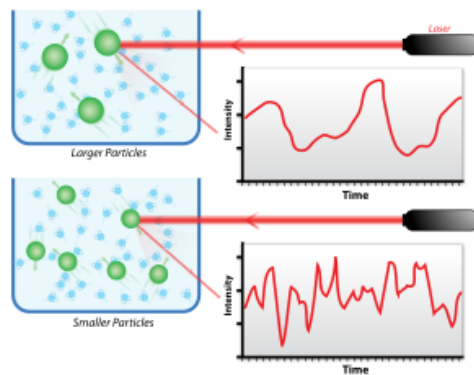 Laser
Intensity
Larger Particles
Time
Intensity
Smaller Particles
Time